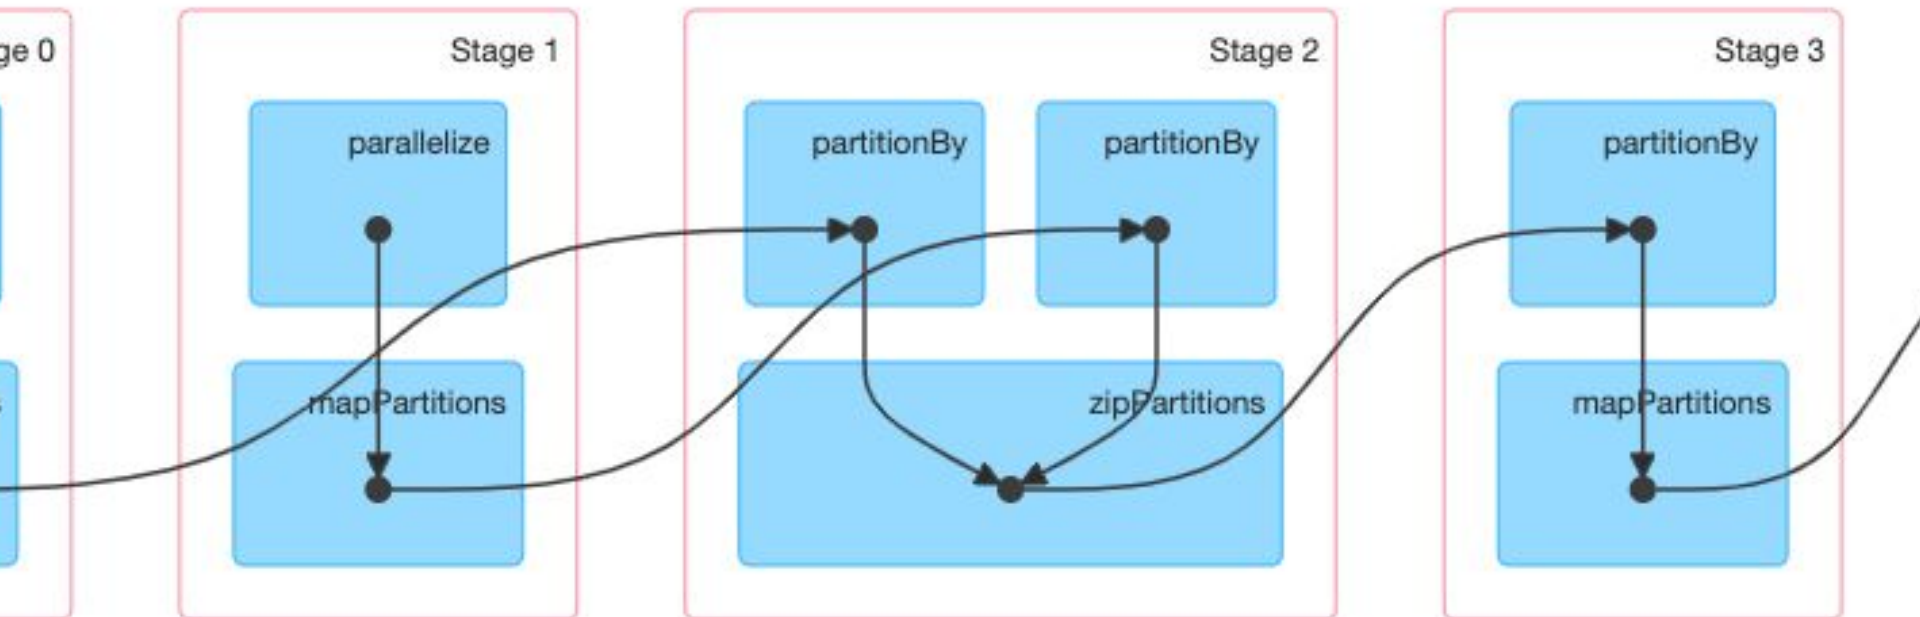 ge 0
Stage 1
Stage 2
Stage 3
parallelize
partitionBy
partitionBy
partitionBy
s
mapPartitions
zipPartitions
mapPartitions